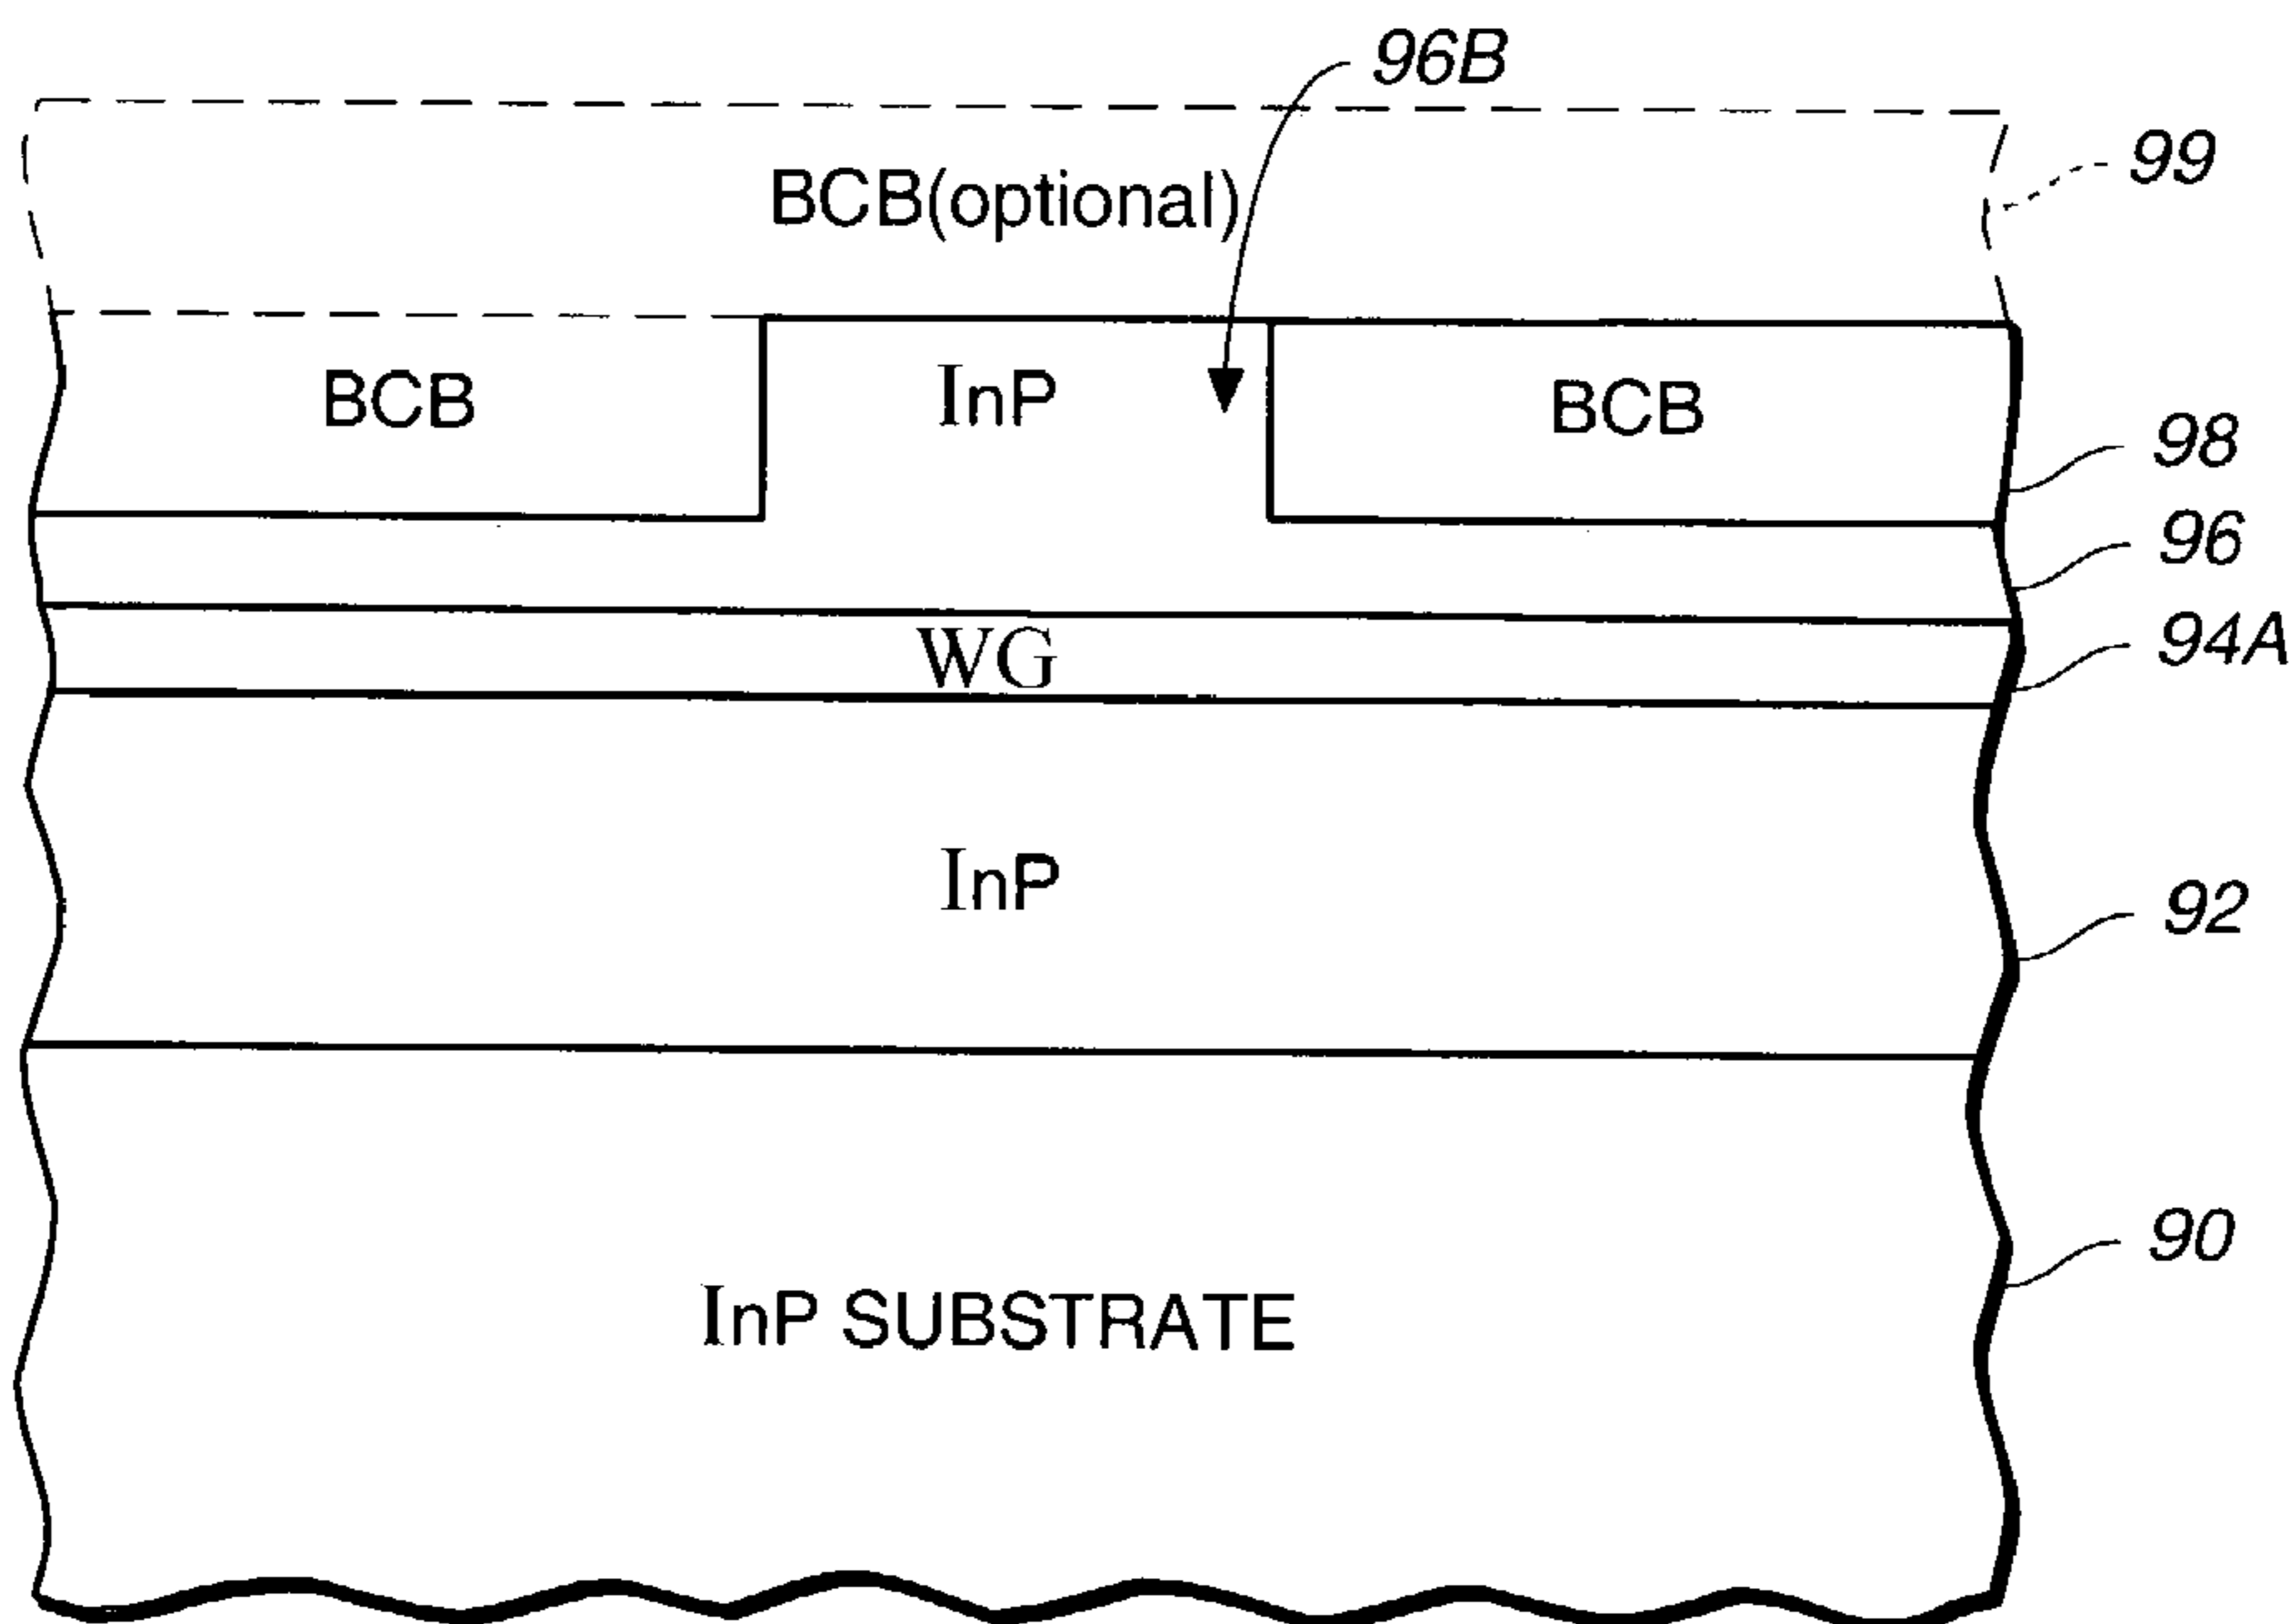 96B
99
BCB(optional)
BCB
InP
BCB
98
96
94A
WG
InP
92
90
InP SUBSTRATE